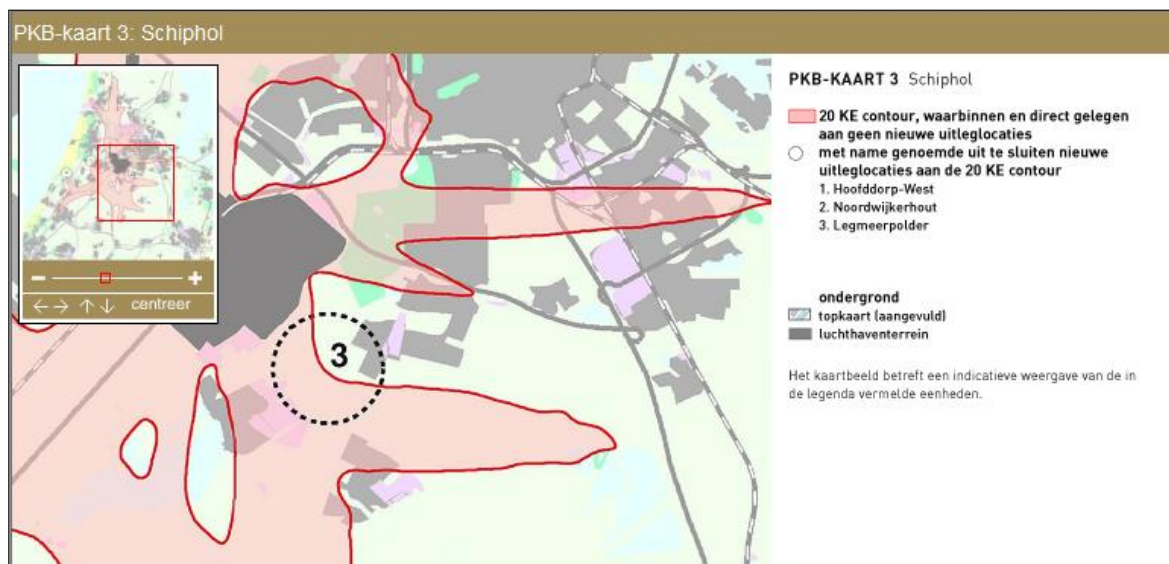 PKB-kaart 3: Schiphol
centreer
3
PKB-KAART 3 Schiphol
20 KE contour, waarbinnen en direct gelegen
aan geen nieuwe uitleglocaties
met name genoemde uit te sluiten nieuwe
uitleglocaties aan de 20 KE contour
1. Hoofddorp-West
2. Noordwijkerhout
3. Legmeerpolder
ondergrond
topkaart (aangevuld)
luchthaventerrein
Het kaartbeeld betreft een indicatieve weergave van de in
de legenda vermelde eenheden.